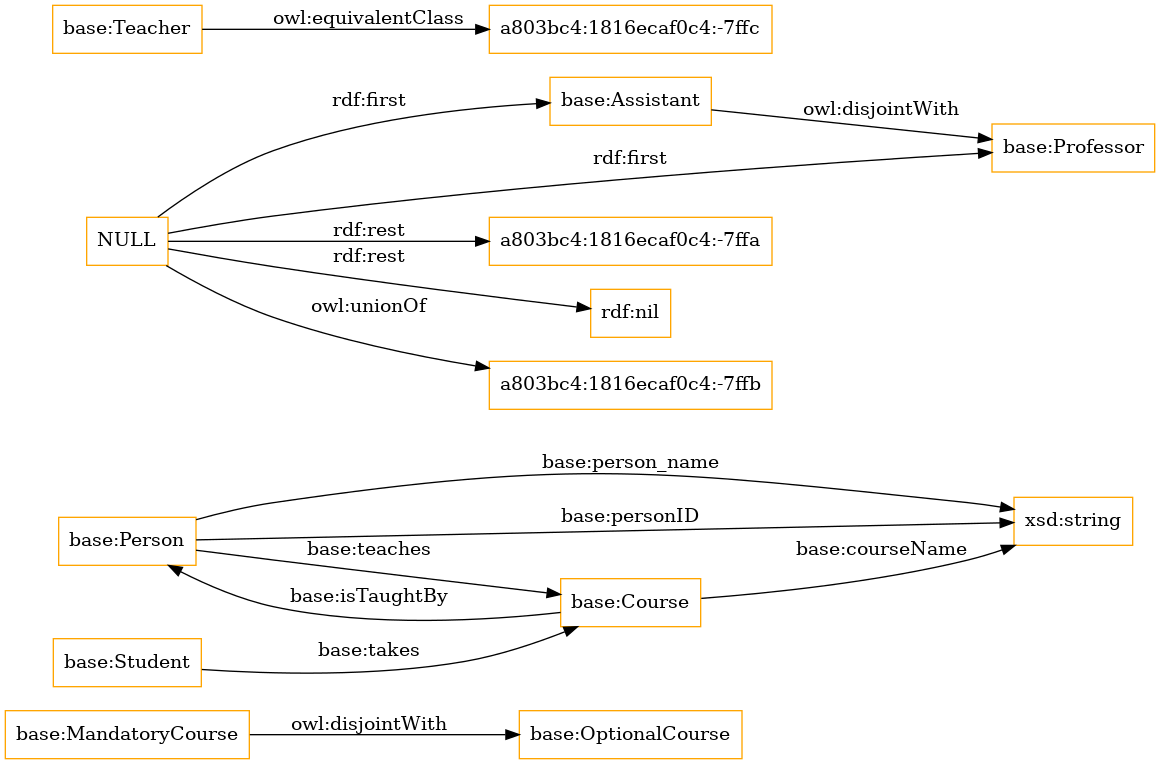 base:Teacher
owl:equivalentClass
a803bc4:1816ecaf0c4:-7ffc
rdf:first
base:Assistant
owl:disjointWith
base:Professor
rdf:first
NULL
rdf:rest
a803bc4:1816ecaf0c4:-7ffa
rdf:rest
rdf:nil
owl:unionOf
a803bc4:1816ecaf0c4:-7ffb
base:person_name
base:Person
base:personID
xsd:string
base:teaches
base:courseName
base:isTaughtBy
base:Course
base:Student
base:takes
base:MandatoryCourse
owl:disjointWith
base:OptionalCourse